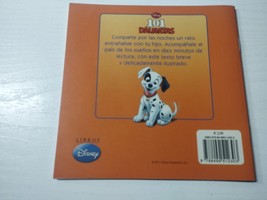 101
DÁLMATAS
Comparte por las noches un rato
entrañable con tu hijo. Acompáñale al
país de los sueños en diez minutos de
lectura, con este texto breve
y delicadamente ilustrado.
LIBROS
Disney